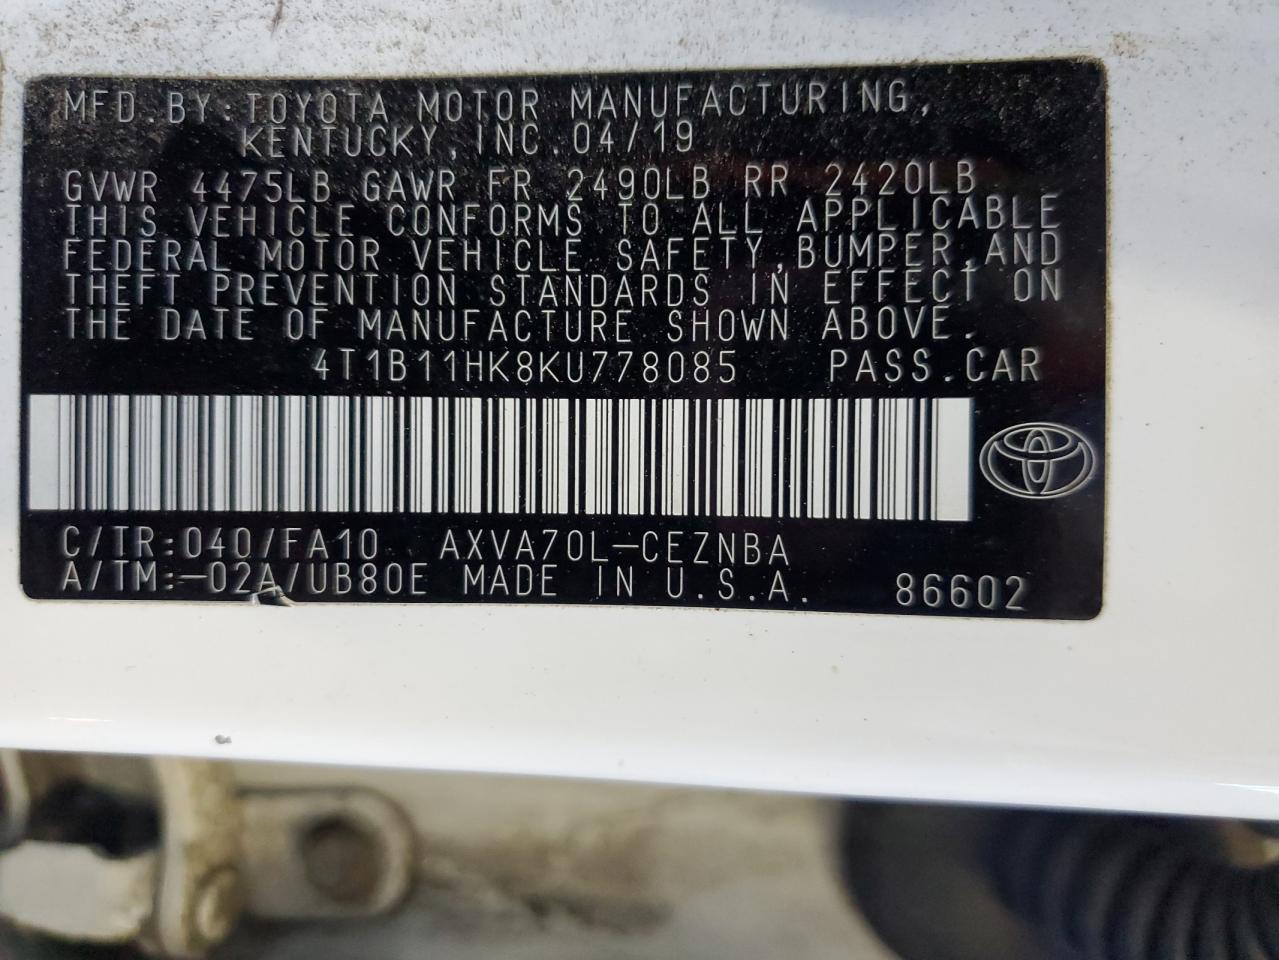 MFD.BY:TOYOTA MOTOR MANUFACTURING,
KENTUCKY,INC.04/19
GVWR 4475LB GAWR FR 2490LB RR 2420LB
THIS VEHICLE CONFORMS TO ALL APPLICABLE
FEDERAL MOTOR VEHICLE SAFETY,BUMPER,AND
THEFT PREVENTION STANDARDS IN EFFECT ON
THE DATE OF MANUFACTURE SHOWN ABOVE.
4T1B11HK8KU778085 PASS.CAR
C/TR:040/FA10 AXVA70L-CEZNBA
A/TM:-02A/UB80E MADE IN U.S.A. 86602